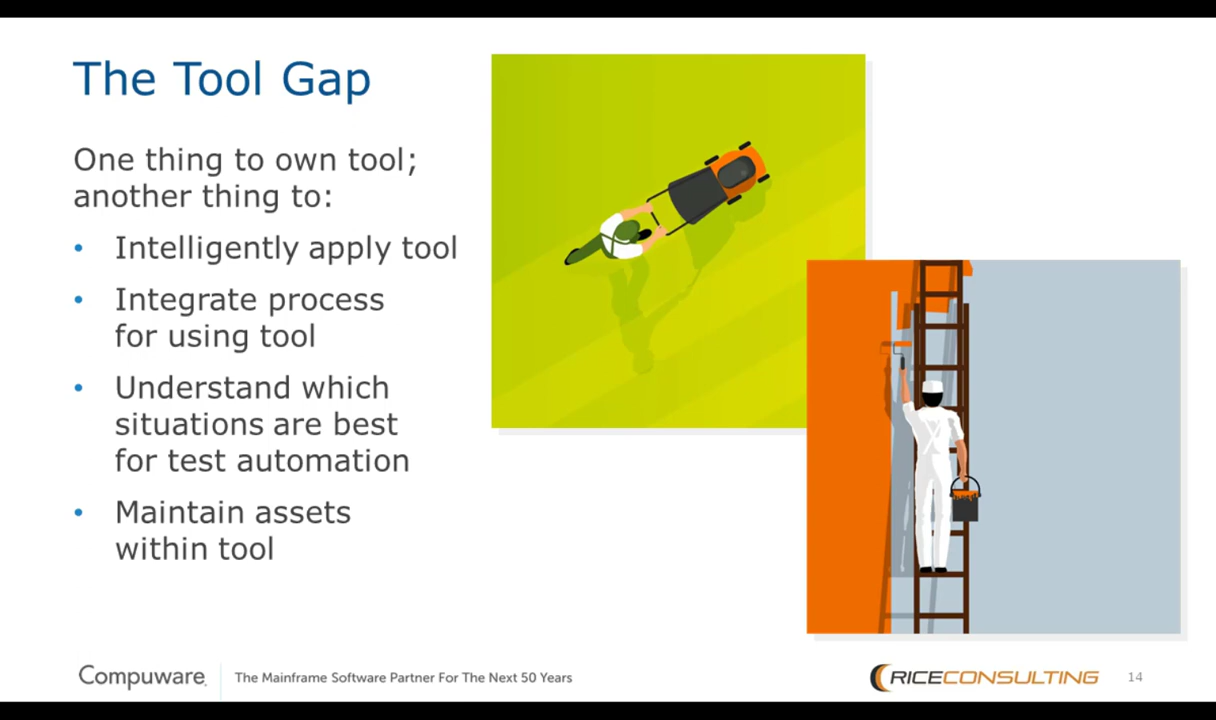 The Tool Gap
One thing to own tool;
another thing to:
• Intelligently apply tool
• Integrate process
for using tool
• Understand which
situations are best
for test automation
• Maintain assets
within tool
Compuware. The Mainframe Software Partner For The Next 50 Years
RICECONSULTING 14